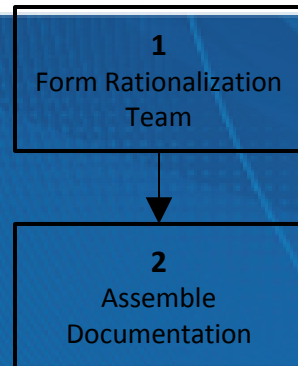 1
Form Rationalization
Team
2
Assemble
Documentation